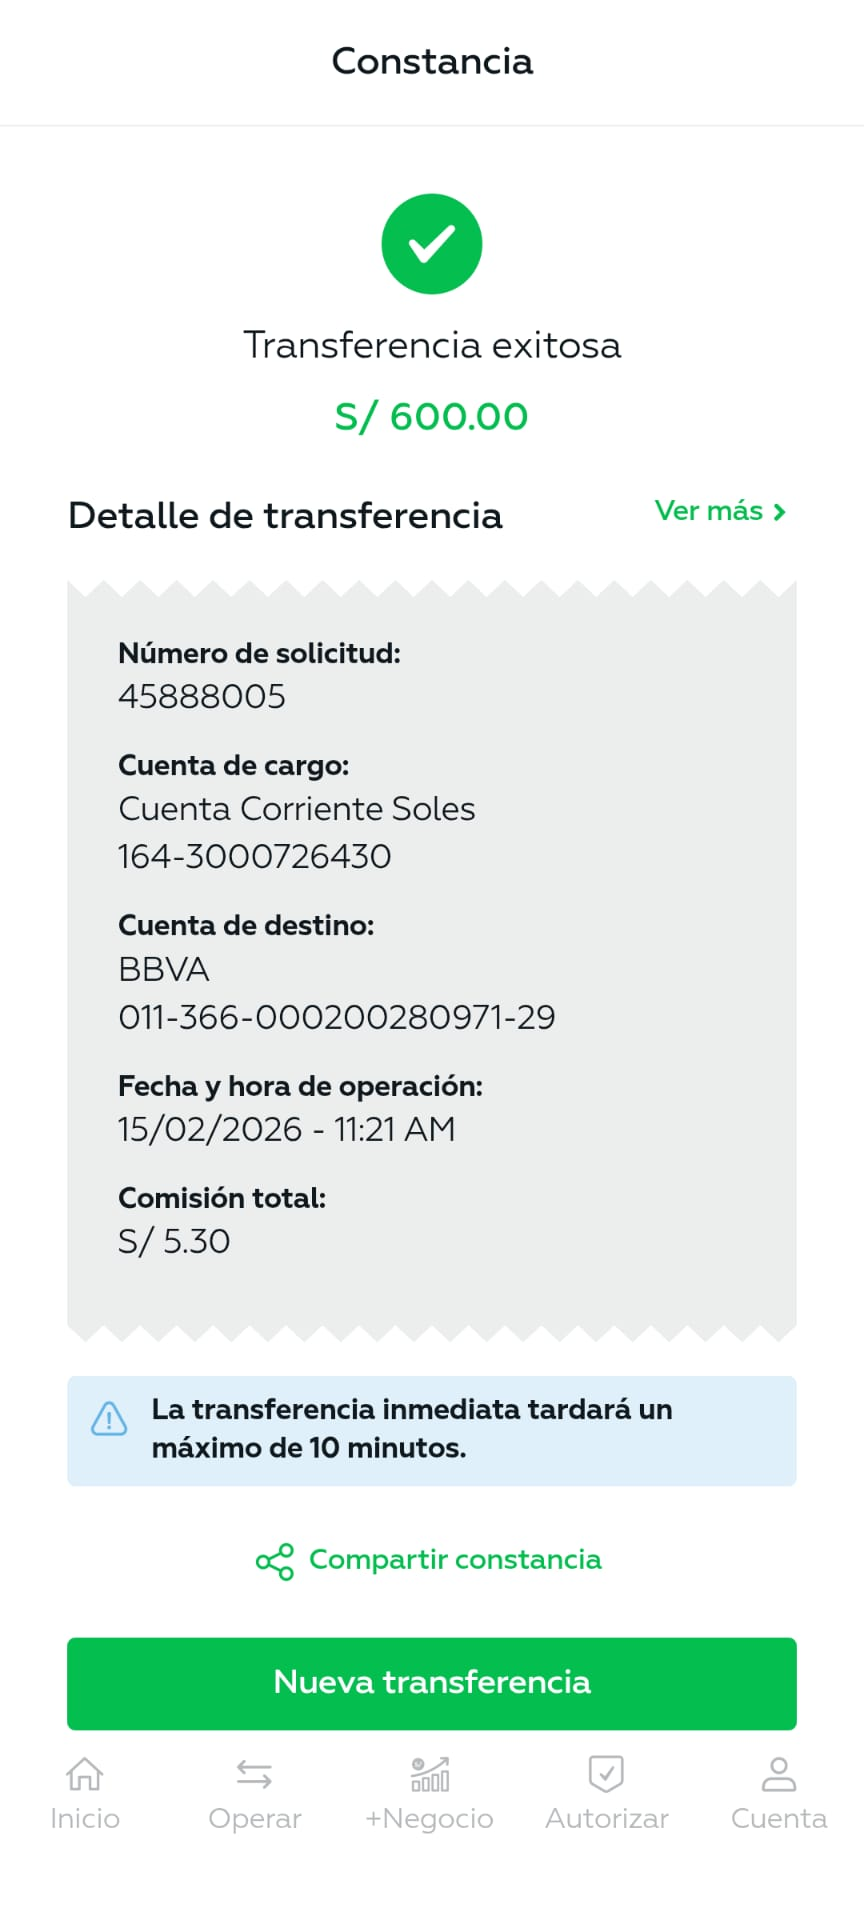 Constancia
Transferencia exitosa
S/ 600.00
Detalle de transferencia
Ver más
Número de solicitud:
45888005
Cuenta de cargo:
Cuenta Corriente Soles
164-3000726430
Cuenta de destino:
BBVA
011-366-000200280971-29
Fecha y hora de operación:
15/02/2026 - 11:21 AM
Comisión total:
S/ 5.30
La transferencia inmediata tardará un
máximo de 10 minutos.
Compartir constancia
Nueva transferencia
Inicio
Operar
+Negocio
Autorizar
Cuenta